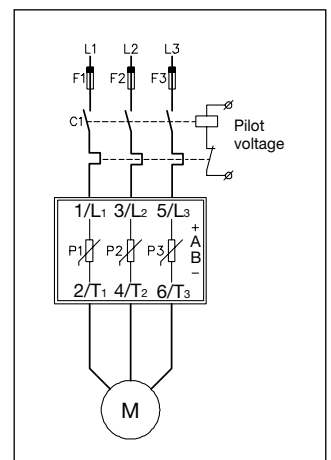 L1 L2 L3
F1 F2 F3
C1
Pilot
voltage
1/L1 3/L2 5/L3
+
A
P1 P2 P3
B
–
2/T1 4/T2 6/T3
M